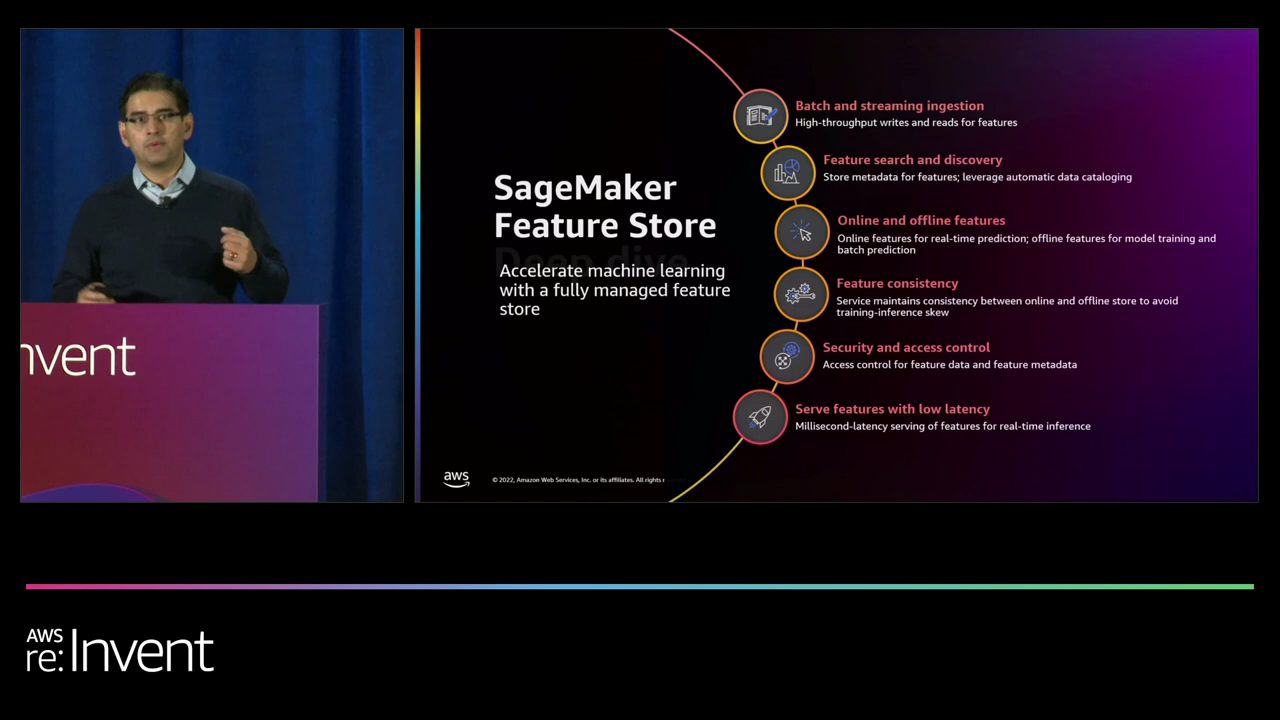 nvent
SageMaker
Feature Store
Deep dive
Accelerate machine learning
with a fully managed feature
store
Batch and streaming ingestion
High-throughput writes and reads for features
Feature search and discovery
Store metadata for features; leverage automatic data cataloging
Online and offline features
Online features for real-time prediction; offline features for model training and
batch prediction
Feature consistency
Service maintains consistency between online and offline store to avoid
training-inference skew
Security and access control
Access control for feature data and feature metadata
Serve features with low latency
Millisecond-latency serving of features for real-time inference
aws
© 2022, Amazon Web Services, Inc. or its affiliates. All rights r
AWS
re:Invent